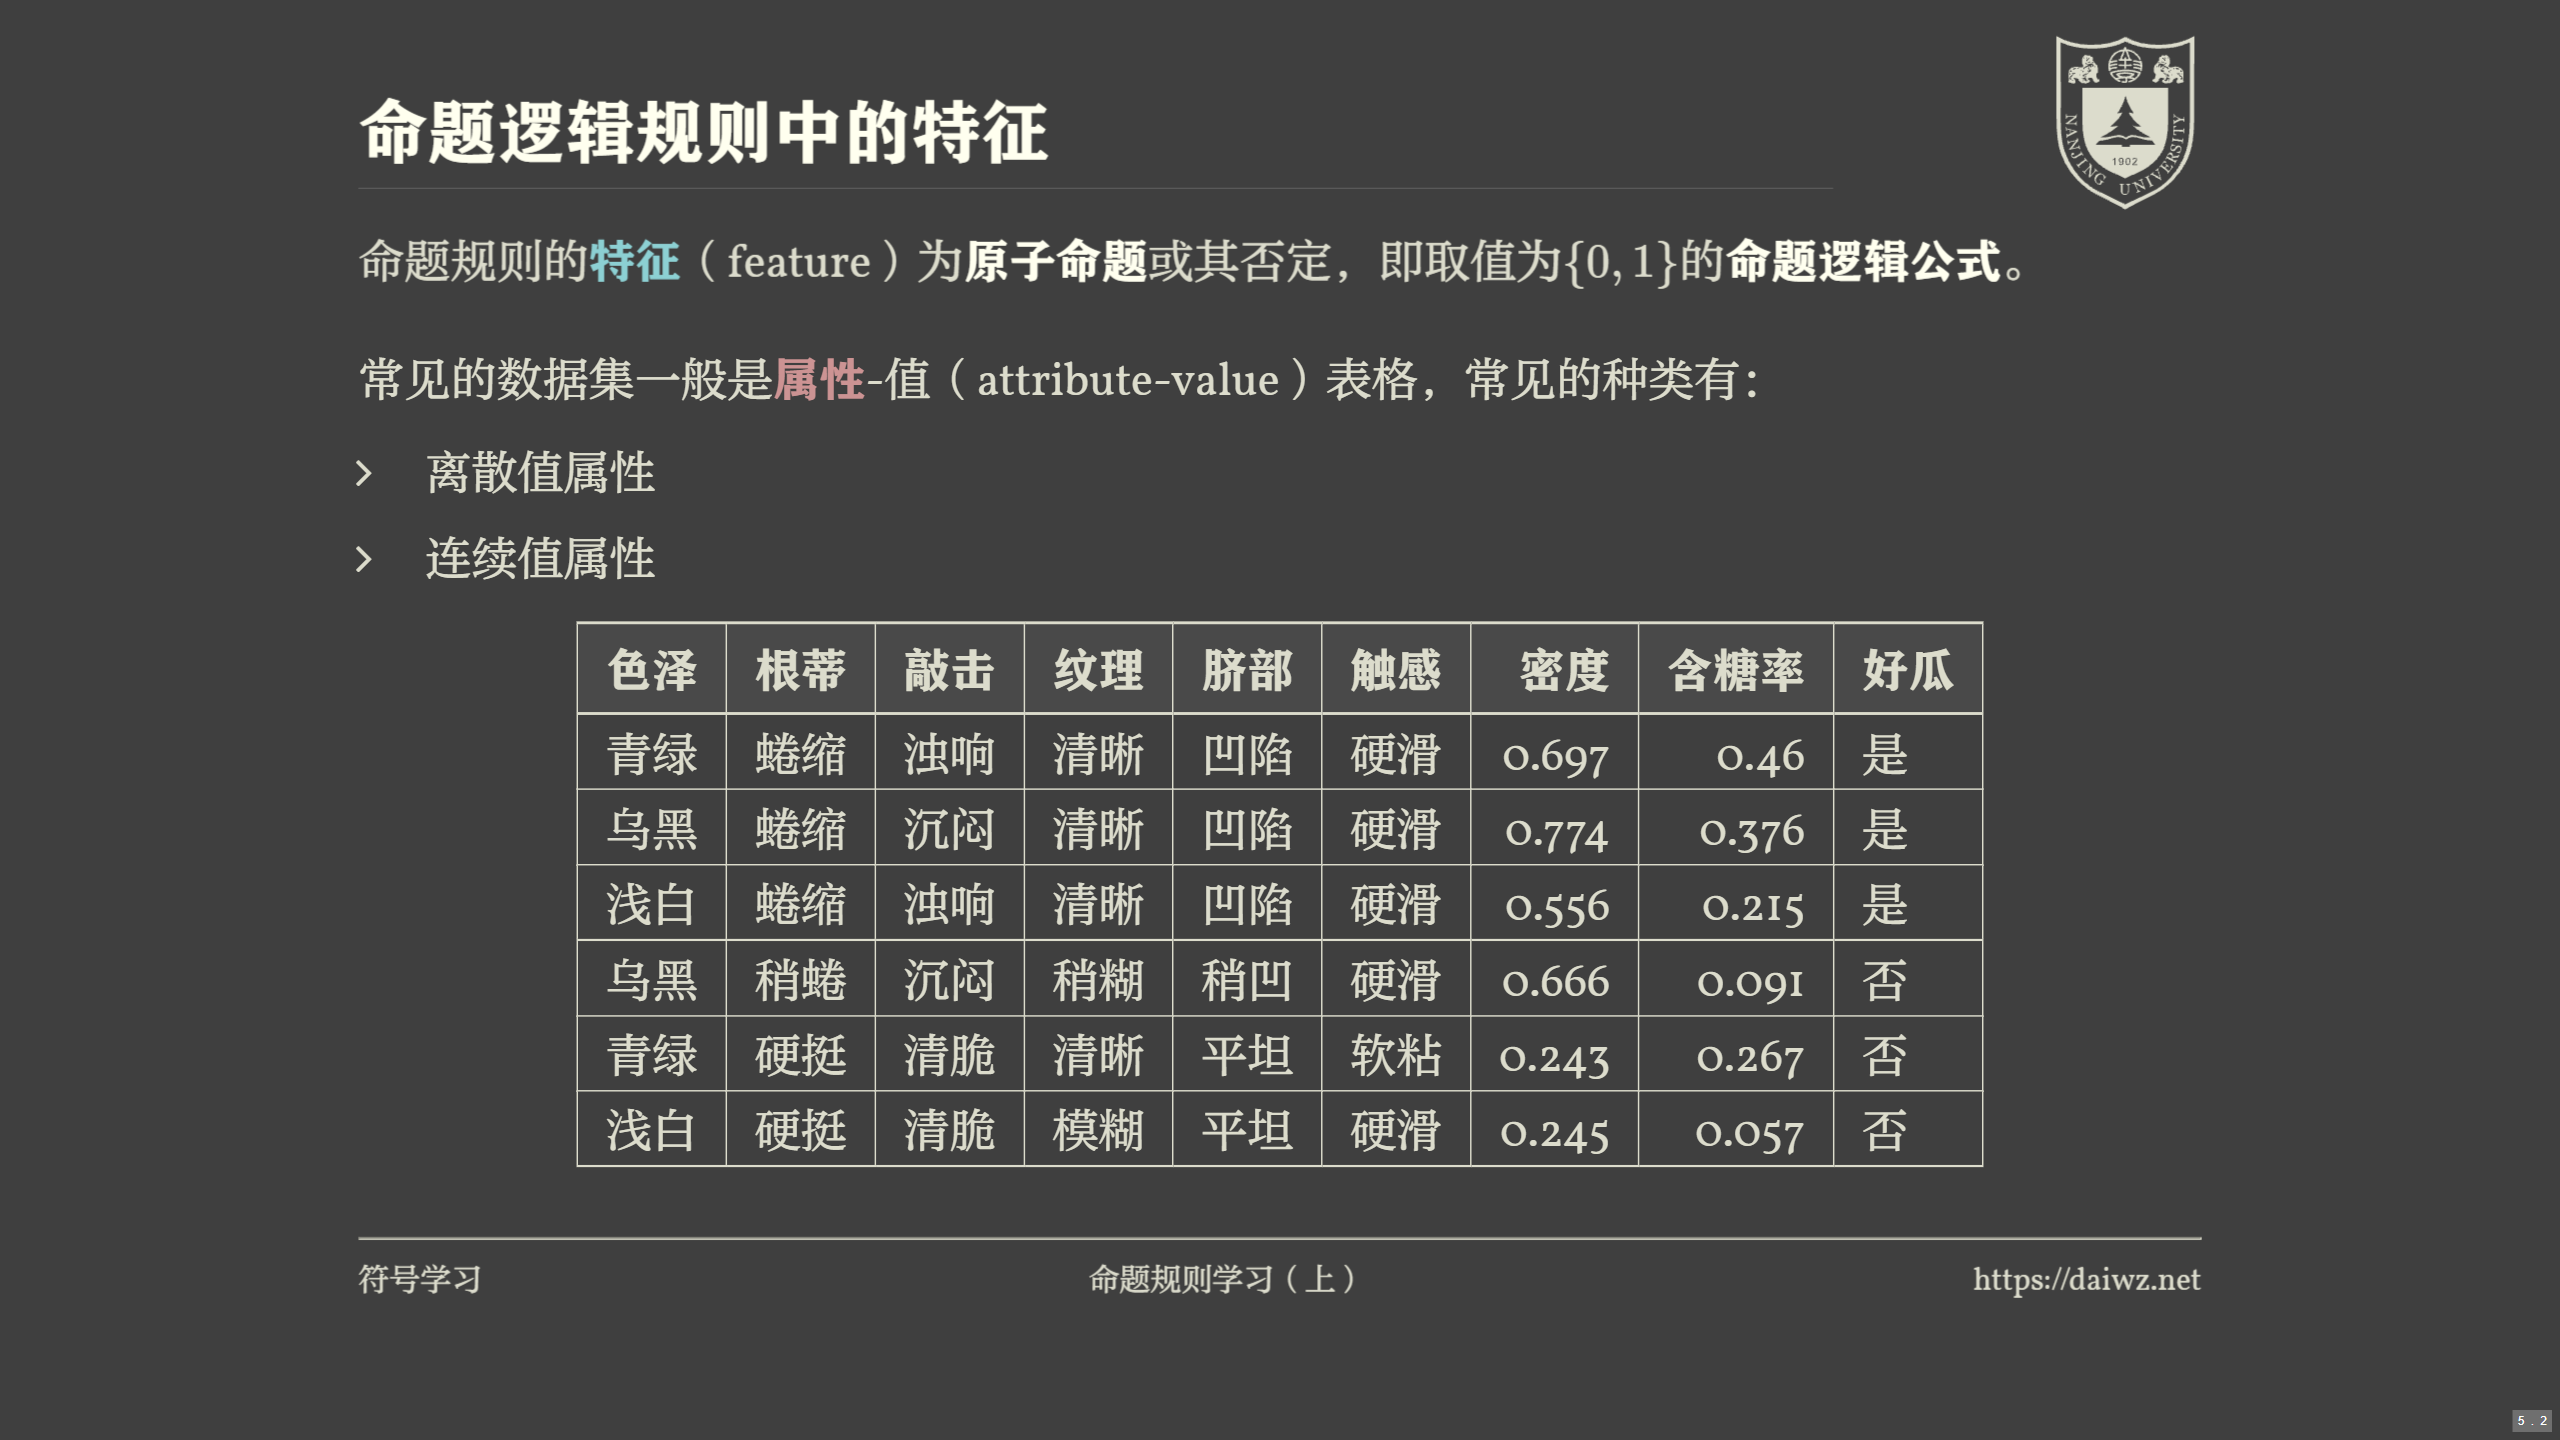 命题逻辑规则中的特征
NANJING UNIVERSITY
1902
命题规则的特征（feature）为原子命题或其否定，即取值为{0, 1}的命题逻辑公式。
常见的数据集一般是属性-值（attribute-value）表格，常见的种类有：
› 离散值属性
› 连续值属性
色泽 根蒂 敲击 纹理 脐部 触感 密度 含糖率 好瓜
青绿 蜷缩 浊响 清晰 凹陷 硬滑 0.697 0.46 是
乌黑 蜷缩 沉闷 清晰 凹陷 硬滑 0.774 0.376 是
浅白 蜷缩 浊响 清晰 凹陷 硬滑 0.556 0.215 是
乌黑 稍蜷 沉闷 稍糊 稍凹 硬滑 0.666 0.091 否
青绿 硬挺 清脆 清晰 平坦 软粘 0.243 0.267 否
浅白 硬挺 清脆 模糊 平坦 硬滑 0.245 0.057 否
符号学习 命题规则学习（上） https://daiwz.net
5.2